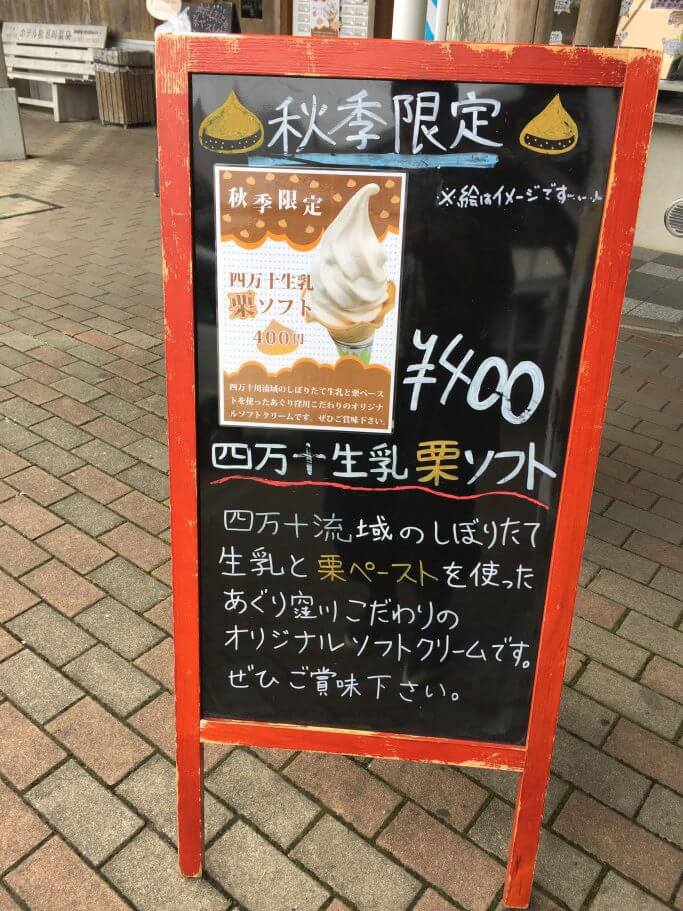 秋季限定
※絵はイメージです
秋季限定
四万十生乳
栗ソフト
400円
四万十川流域のしぼりたて生乳と栗ペース
トを使ったあぐり窪川こだわりのオリジナ
ルソフトクリームです。ぜひご賞味下さい。
¥400
四万十生乳栗ソフト
四万十流域のしぼりたて
生乳と栗ペーストを使った
あぐり窪川こだわりの
オリジナルソフトクリームです。
ぜひご賞味下さい。